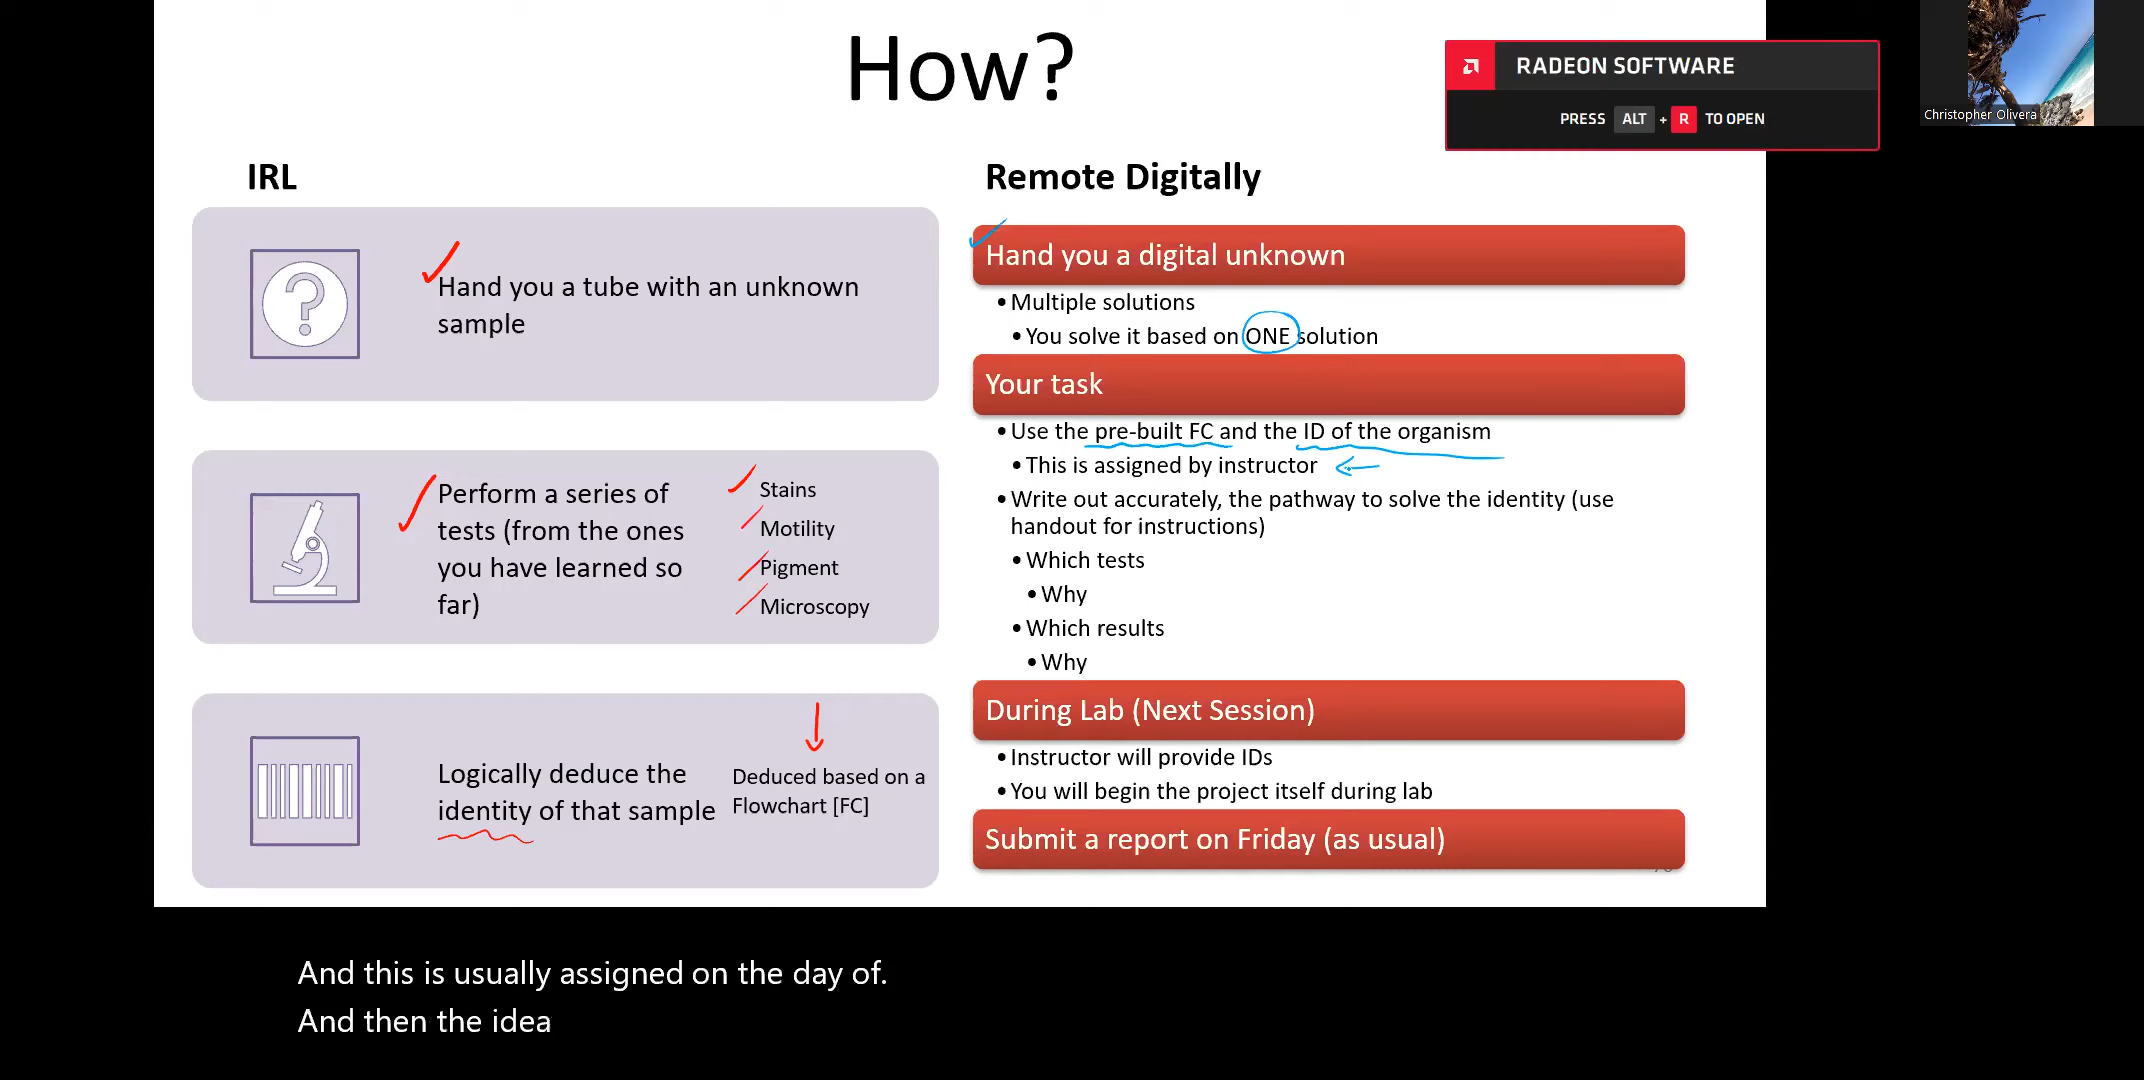 How?
RADEON SOFTWARE
PRESS ALT + R TO OPEN
Christopher Olivera
IRL
Hand you a tube with an unknown
sample
Perform a series of
tests (from the ones
you have learned so
far)
Stains
Motility
Pigment
Microscopy
Logically deduce the
identity of that sample
Deduced based on a
Flowchart [FC]
Remote Digitally
Hand you a digital unknown
•Multiple solutions
•You solve it based on ONE solution
Your task
•Use the pre-built FC and the ID of the organism
•This is assigned by instructor
•Write out accurately, the pathway to solve the identity (use
handout for instructions)
•Which tests
•Why
•Which results
•Why
During Lab (Next Session)
•Instructor will provide IDs
•You will begin the project itself during lab
Submit a report on Friday (as usual)
And this is usually assigned on the day of.
And then the idea